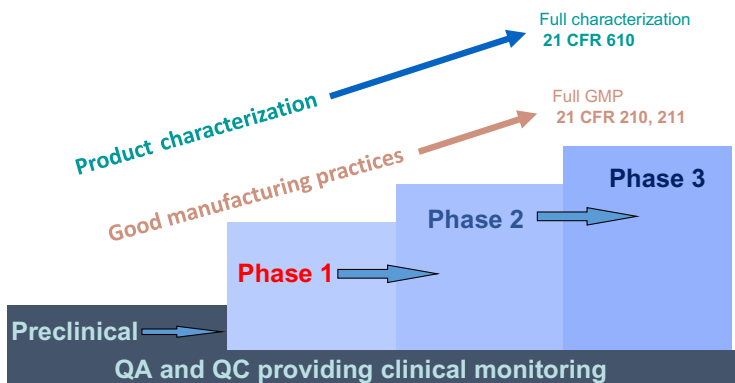 Full characterization
21 CFR 610
Product characterization
Full GMP
21 CFR 210, 211
Good manufacturing practices
Phase 3
Phase 2
Phase 1
Preclinical
QA and QC providing clinical monitoring